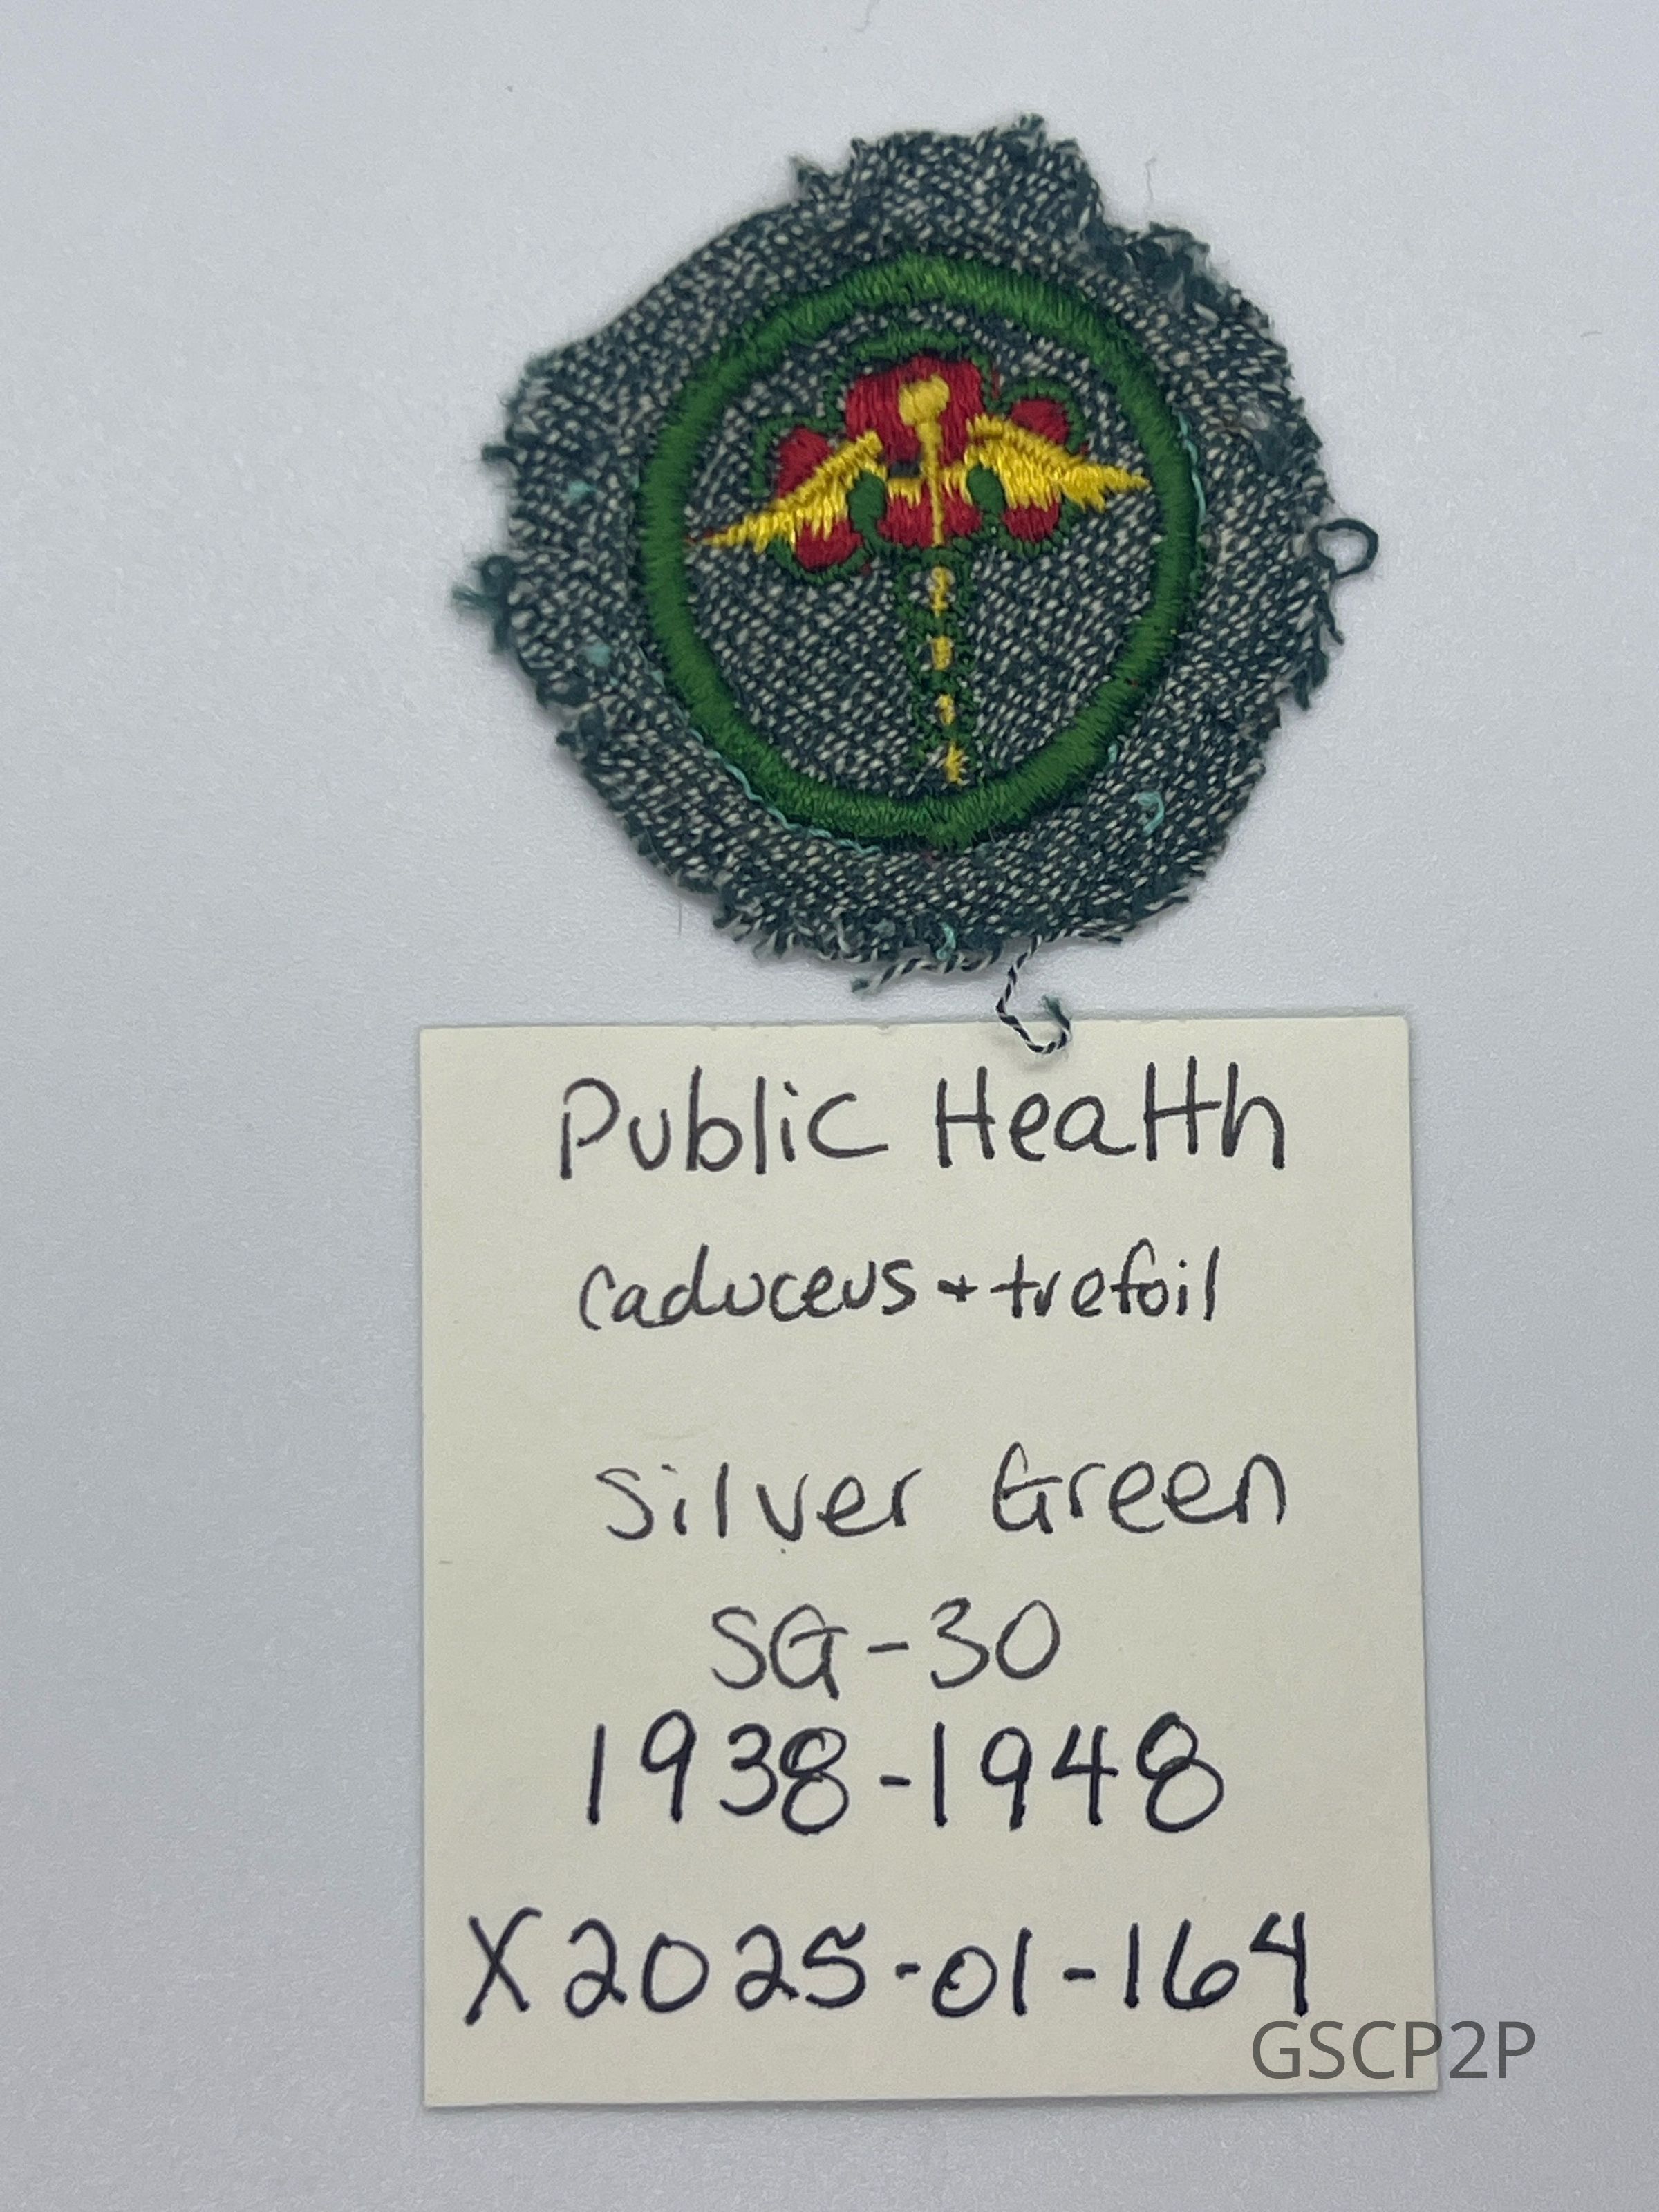 Public Health
caduceus + trefoil
Silver Green
SG-30
1938-1948
X2025-01-164
GSCP2P